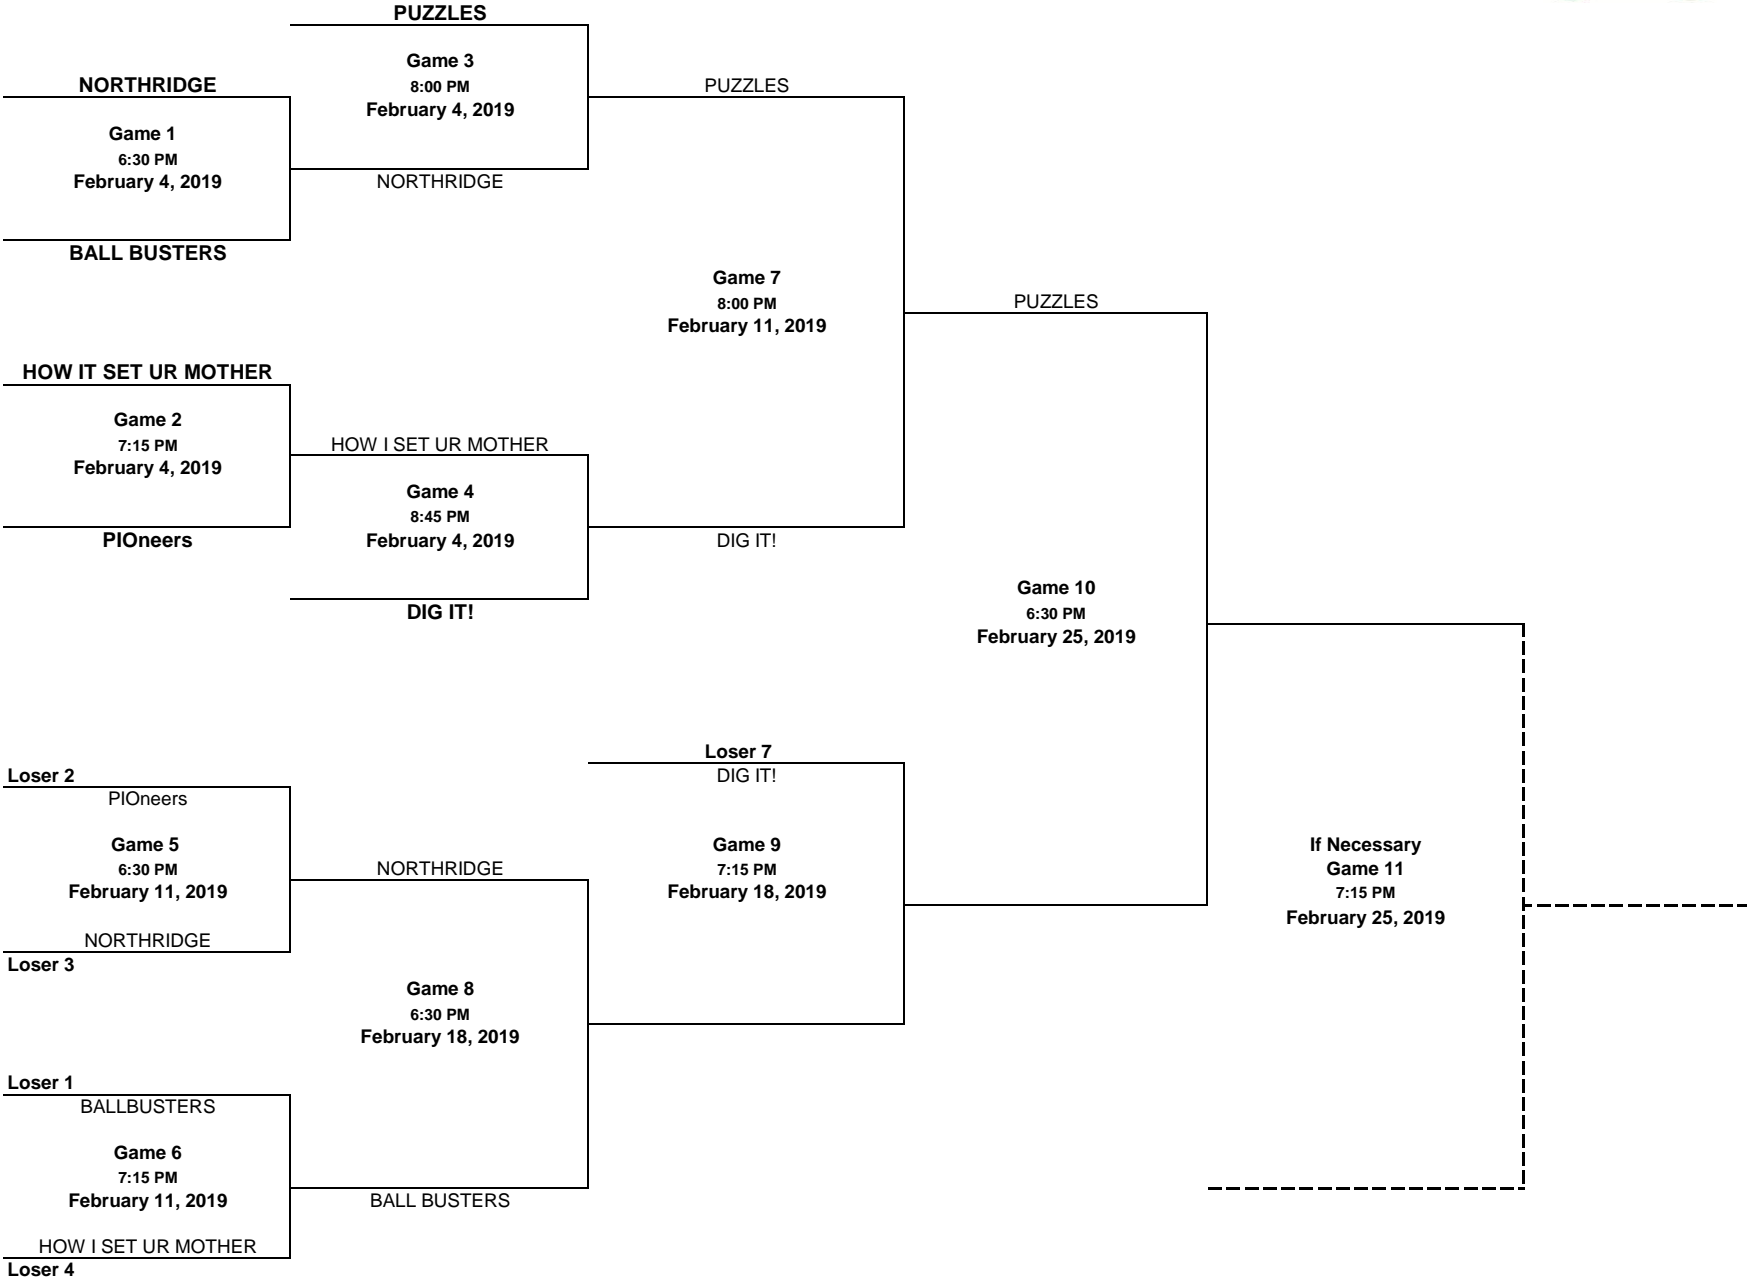 PUZZLES
Game 3
8:00 PM
February 4, 2019
NORTHRIDGE
NORTHRIDGE
Game 1
6:30 PM
February 4, 2019
BALL BUSTERS
PUZZLES
Game 7
8:00 PM
February 11, 2019
HOW IT SET UR MOTHER
Game 2
7:15 PM
February 4, 2019
PIOneers
HOW I SET UR MOTHER
Game 4
8:45 PM
February 4, 2019
DIG IT!
DIG IT!
PUZZLES
Game 10
6:30 PM
February 25, 2019
Loser 2
PIOneers
Game 5
6:30 PM
February 11, 2019
NORTHRIDGE
Loser 3
NORTHRIDGE
Game 8
6:30 PM
February 18, 2019
BALL BUSTERS
Loser 1
BALLBUSTERS
Game 6
7:15 PM
February 11, 2019
HOW I SET UR MOTHER
Loser 4
Loser 7
DIG IT!
Game 9
7:15 PM
February 18, 2019
If Necessary
Game 11
7:15 PM
February 25, 2019